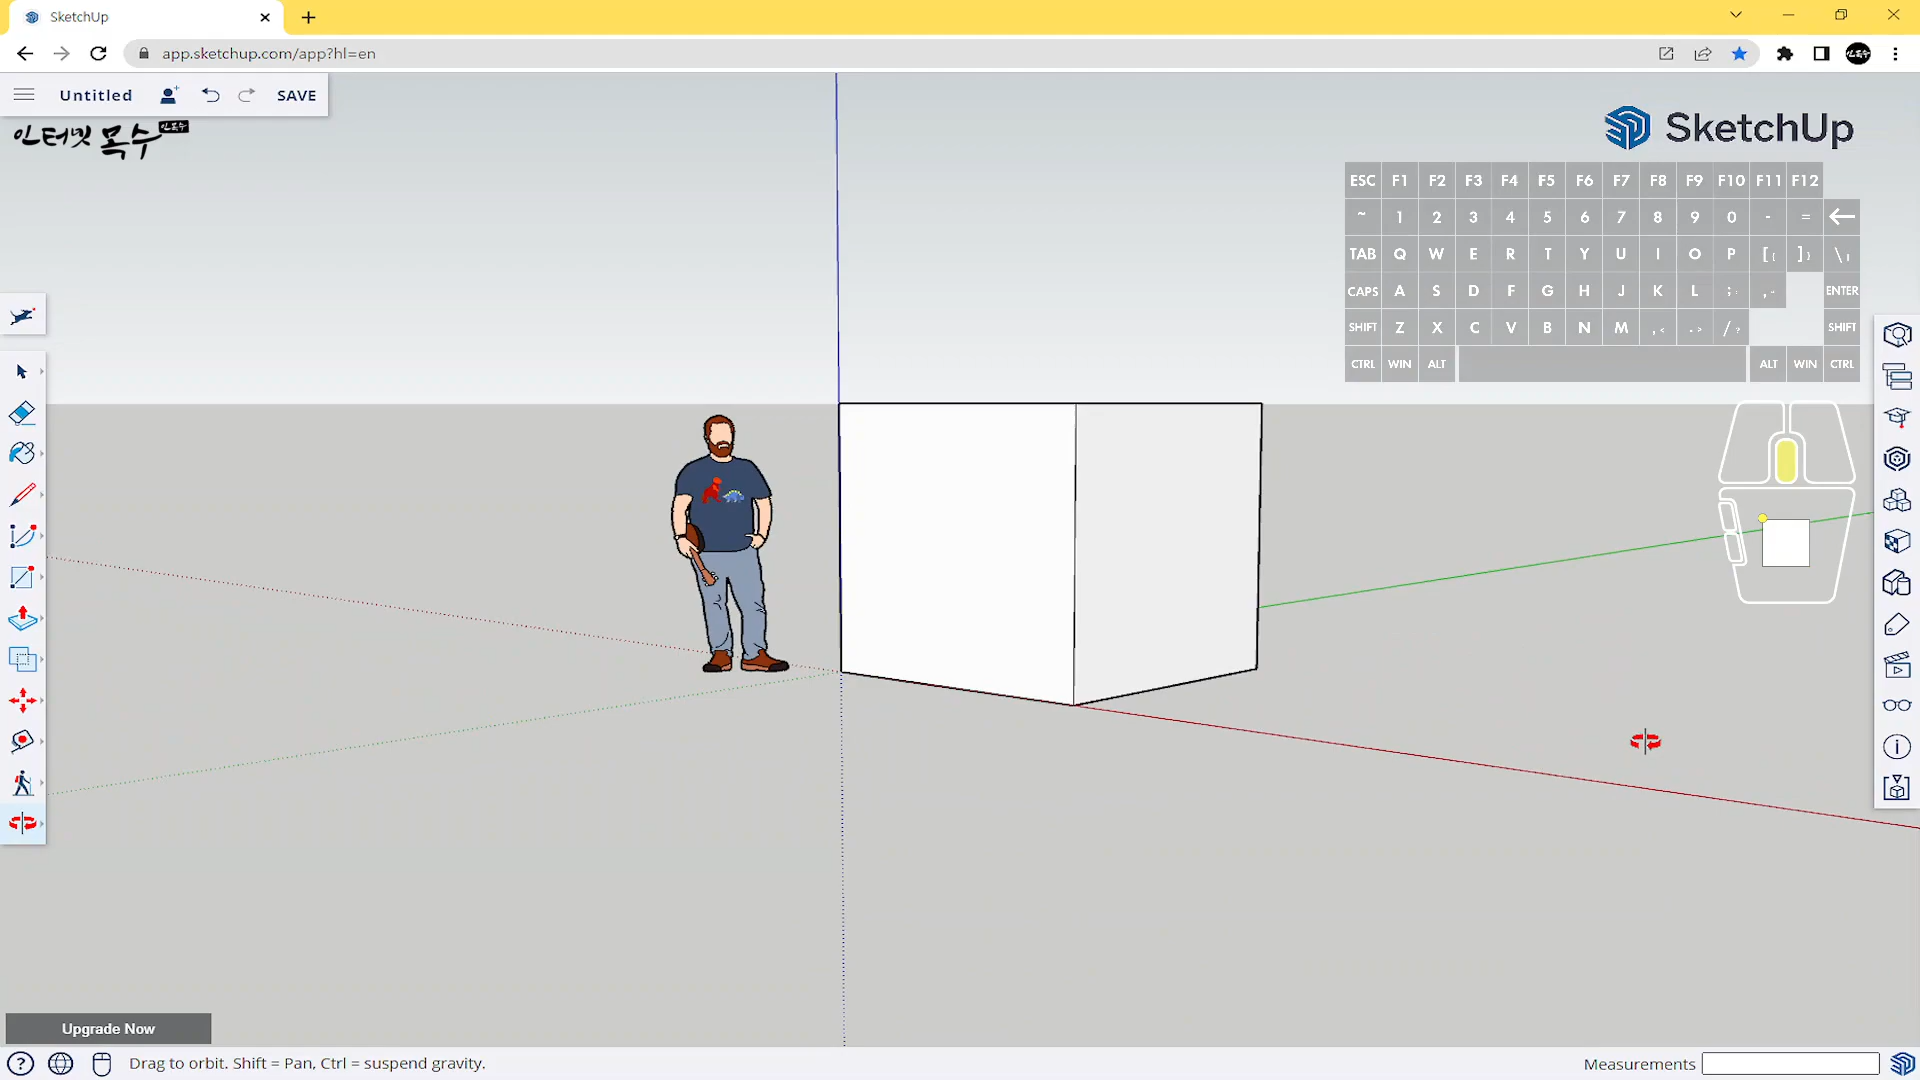 SketchUp
app.sketchup.com/app?hl=en
Untitled
SAVE
인터넷 목수
SketchUp
ESC F1 F2 F3 F4 F5 F6 F7 F8 F9 F10 F11 F12
~ 1 2 3 4 5 6 7 8 9 0 - =
TAB Q W E R T Y U I O P [{ ]} \|
CAPS A S D F G H J K L ;: ENTER
SHIFT Z X C V B N M ,< .> /? SHIFT
CTRL WIN ALT ALT WIN CTRL
Upgrade Now
Drag to orbit. Shift = Pan, Ctrl = suspend gravity.
Measurements